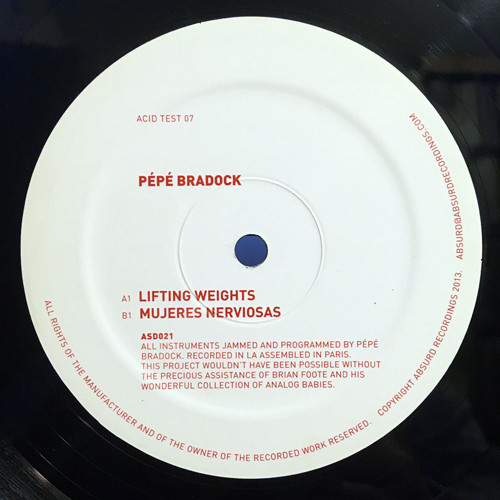 ACID TEST 07
PÉPÉ BRADOCK
A1 LIFTING WEIGHTS
B1 MUJERES NERVIOSAS
ASD021
ALL INSTRUMENTS JAMMED AND PROGRAMMED BY PÉPÉ
BRADOCK. RECORDED IN LA ASSEMBLED IN PARIS.
THIS PROJECT WOULDN'T HAVE BEEN POSSIBLE WITHOUT
THE PRECIOUS ASSISTANCE OF BRIAN FOOTE AND HIS
WONDERFUL COLLECTION OF ANALOG BABIES.
ALL RIGHTS OF THE MANUFACTURER AND OF THE OWNER OF THE RECORDED WORK RESERVED. COPYRIGHT ABSURD RECORDINGS 2013. ABSURD@ABSURDRECORDINGS.COM